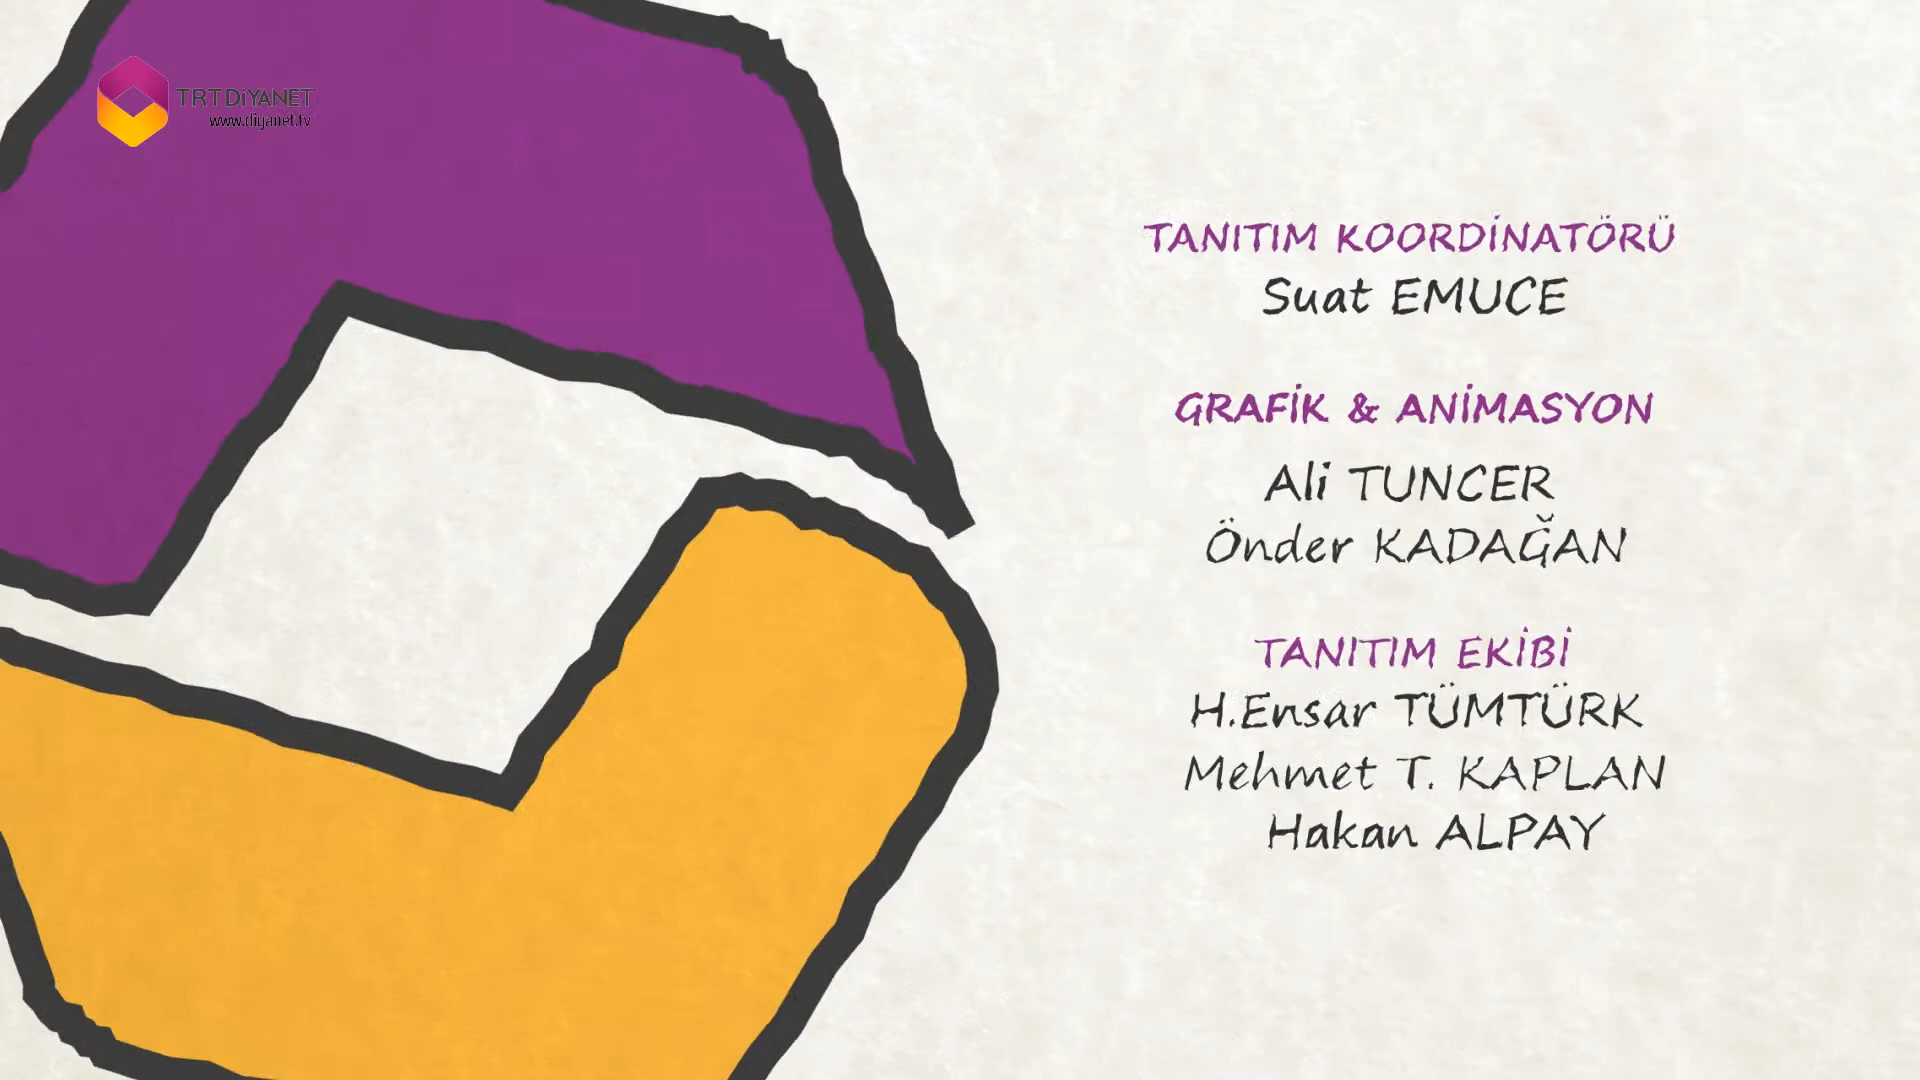 TRT DİYANET
www.diyanet.tv
TANITIM KOORDİNATÖRÜ
Suat EMUCE
GRAFİK & ANİMASYON
Ali TUNCER
Önder KADAĞAN
TANITIM EKİBİ
H.Ensar TÜMTÜRK
Mehmet T. KAPLAN
Hakan ALPAY